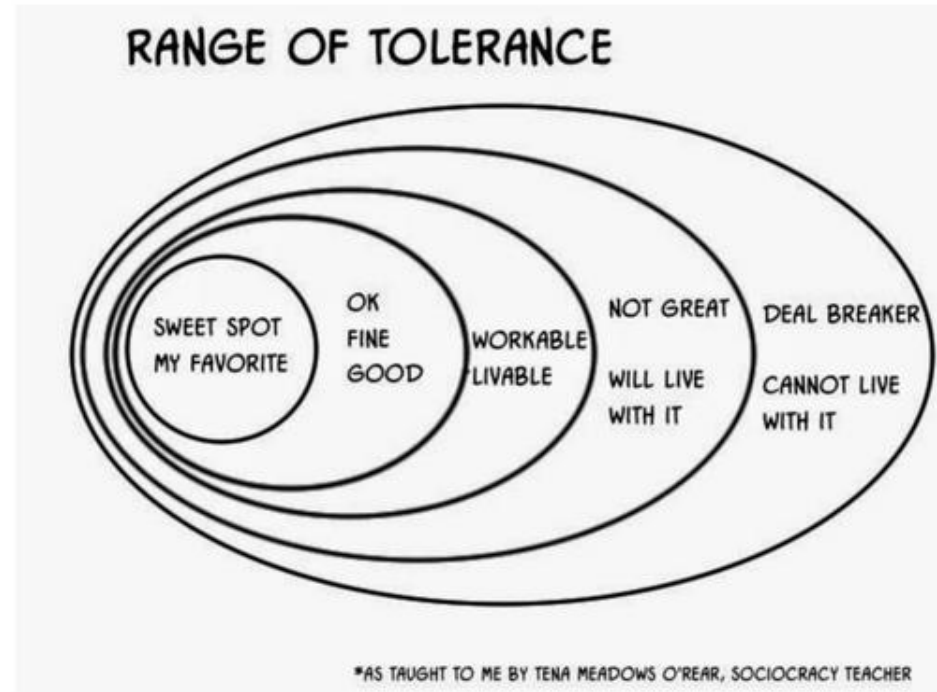 RANGE OF TOLERANCE
SWEET SPOT
MY FAVORITE
OK
FINE
GOOD
WORKABLE
LIVABLE
NOT GREAT
WILL LIVE
WITH IT
DEAL BREAKER
CANNOT LIVE
WITH IT
*AS TAUGHT TO ME BY TENA MEADOWS O'REAR, SOCIOCRACY TEACHER